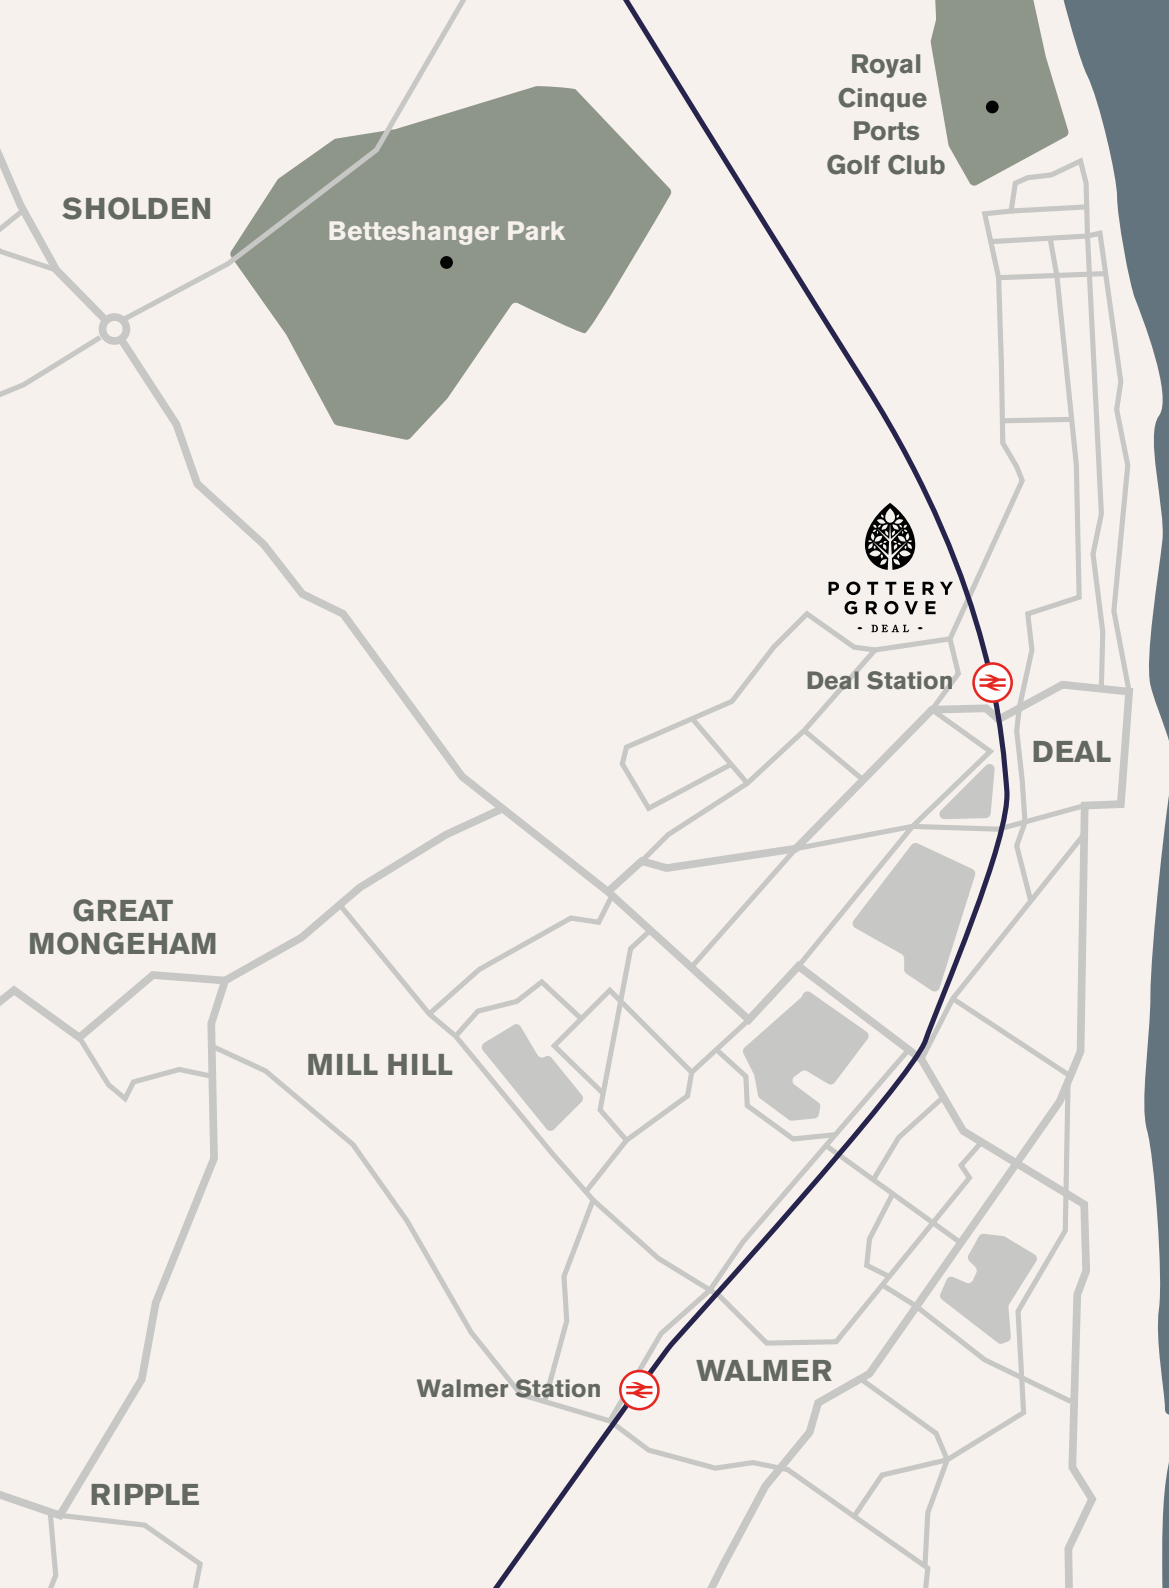 Royal
Cinque
Ports
Golf Club
SHOLDEN
Betteshanger Park
POTTERY
GROVE
- DEAL -
Deal Station
DEAL
GREAT
MONGEHAM
MILL HILL
WALMER
Walmer Station
RIPPLE